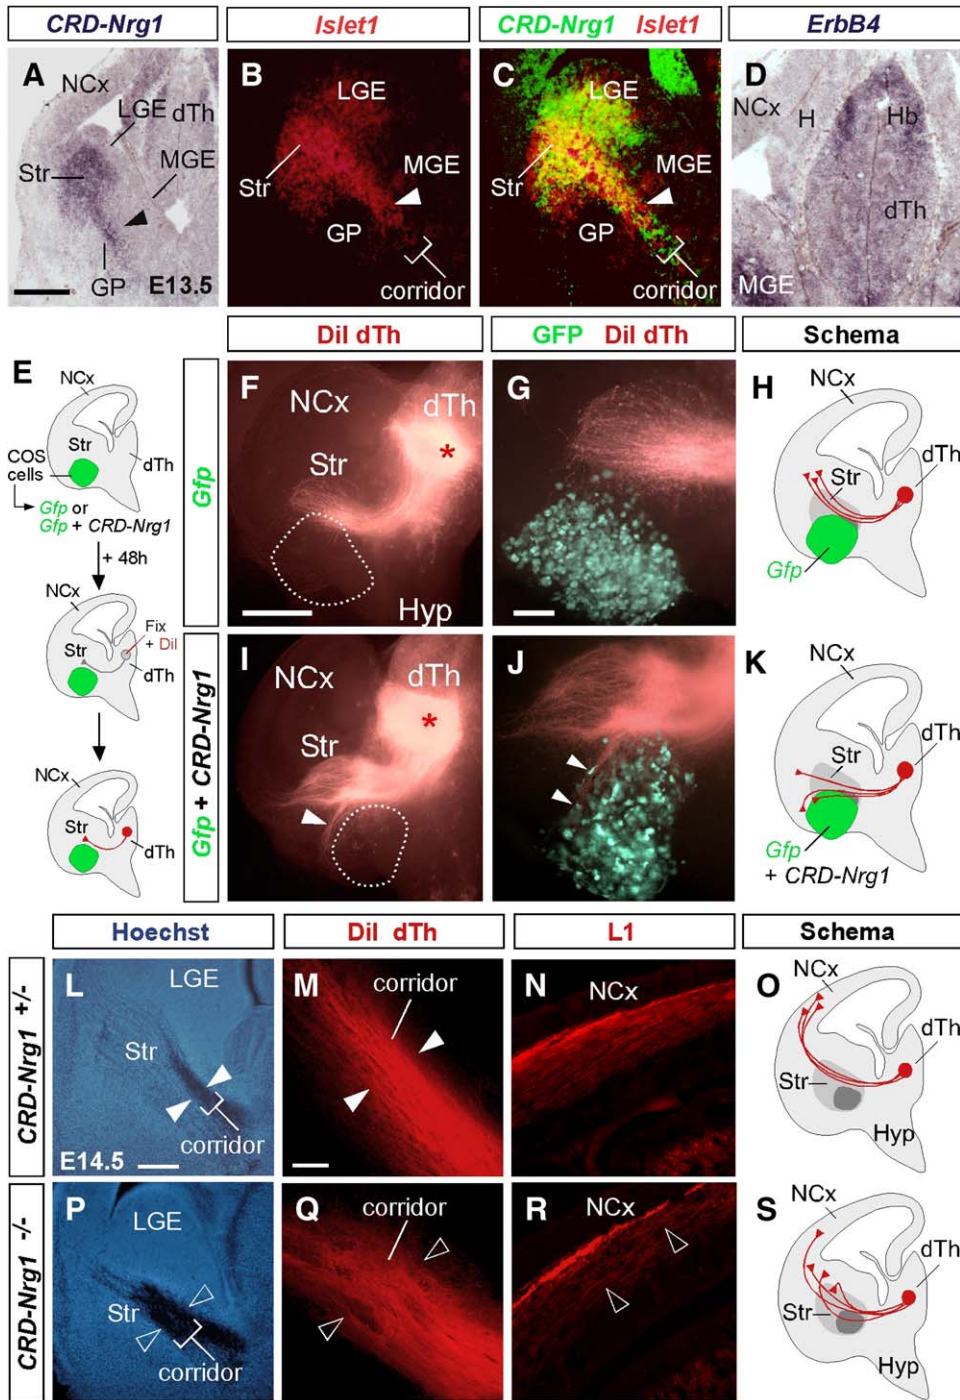 CRD-Nrg1
Islet1
CRD-Nrg1 Islet1
ErbB4
A
NCx
LGE
dTh
MGE
Str
GP
E13.5
B
LGE
MGE
Str
GP
corridor
C
LGE
MGE
Str
GP
corridor
D
NCx
H
Hb
dTh
MGE
DiI dTh
GFP DiI dTh
Schema
E
NCx
Str
COS
cells
dTh
Gfp or
Gfp + CRD-Nrg1
+ 48h
NCx
Fix
+ DiI
Str
dTh
NCx
Str
dTh
Gfp
F
NCx
dTh
*
Str
Hyp
G
H
NCx
dTh
Str
Gfp
Gfp + CRD-Nrg1
I
NCx
dTh
*
Str
J
K
NCx
dTh
Str
Gfp
+ CRD-Nrg1
Hoechst
DiI dTh
L1
Schema
CRD-Nrg1 +/-
L
LGE
Str
corridor
E14.5
M
corridor
N
NCx
O
NCx
dTh
Str
Hyp
CRD-Nrg1 -/-
P
LGE
Str
corridor
Q
corridor
R
NCx
S
NCx
dTh
Str
Hyp